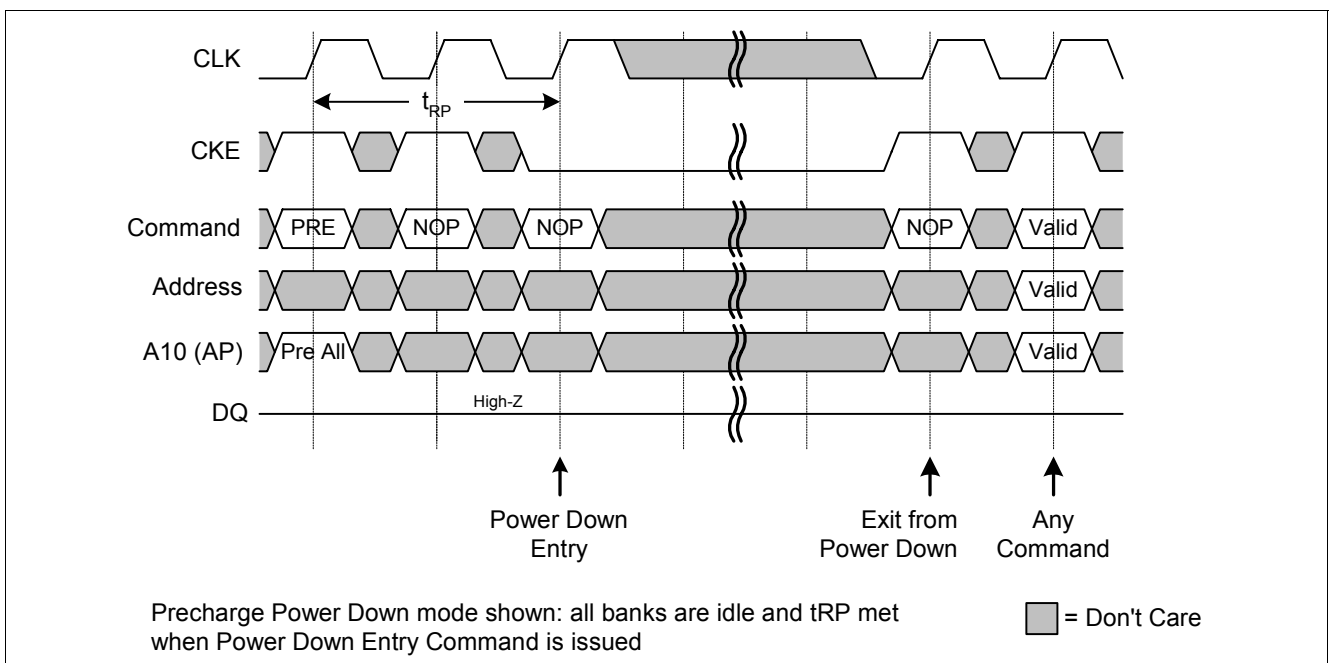 CLK
tRP
CKE
Command PRE NOP NOP NOP Valid
Address Valid
A10 (AP) Pre All Valid
DQ High-Z
Power Down
Entry
Exit from
Power Down
Any
Command
Precharge Power Down mode shown: all banks are idle and tRP met
when Power Down Entry Command is issued
= Don't Care